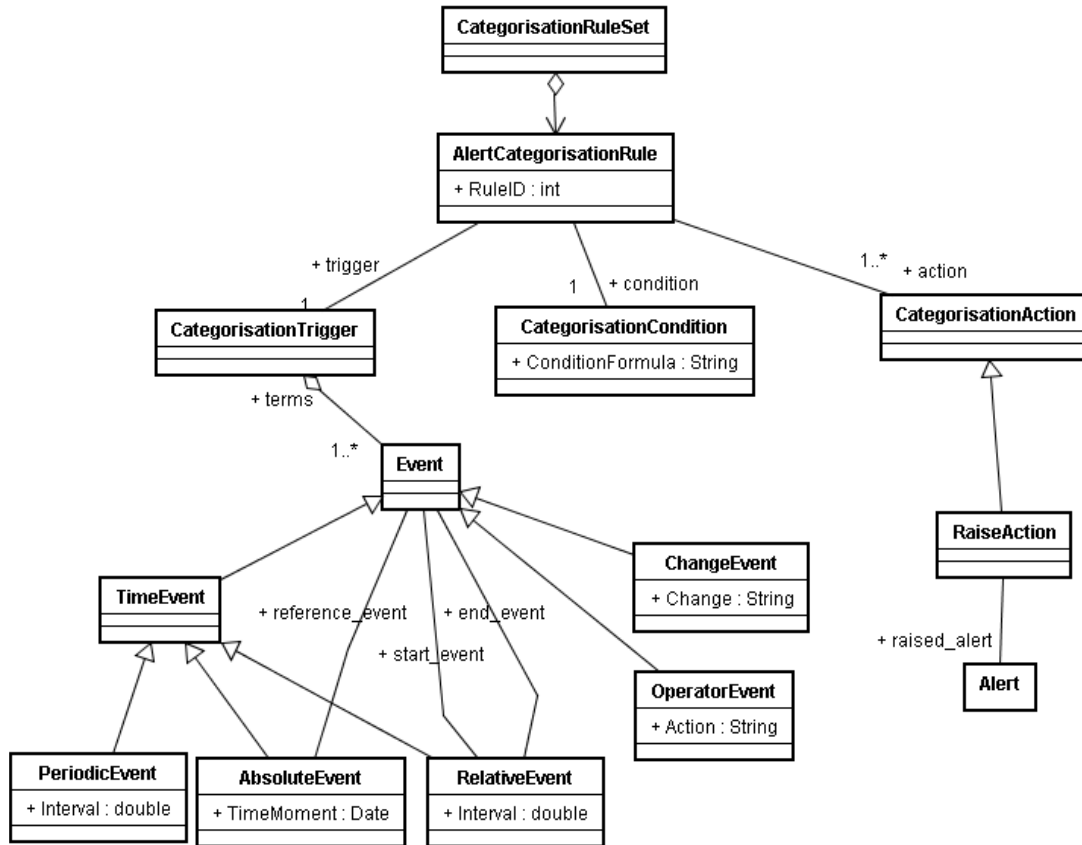 CategorisationRuleSet
AlertCategorisationRule
+ RuleID : int
+ trigger
1
1
+ condition
1..*
+ action
CategorisationTrigger
CategorisationCondition
+ ConditionFormula : String
CategorisationAction
+ terms
1..*
Event
ChangeEvent
+ Change : String
RaiseAction
TimeEvent
+ reference_event
+ end_event
+ start_event
+ raised_alert
OperatorEvent
+ Action : String
Alert
PeriodicEvent
+ Interval : double
AbsoluteEvent
+ TimeMoment : Date
RelativeEvent
+ Interval : double